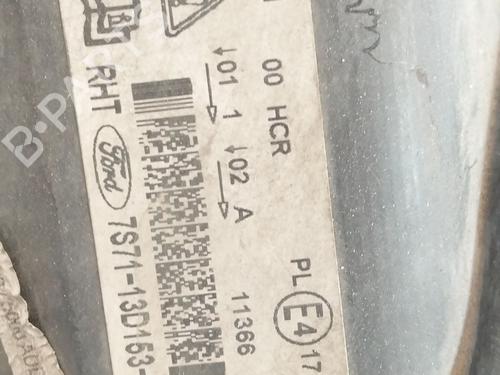 00 HCR
01 1 02 A
PL E4 17
11366
RHT Ford 7S71-13D153-
B-PARTS